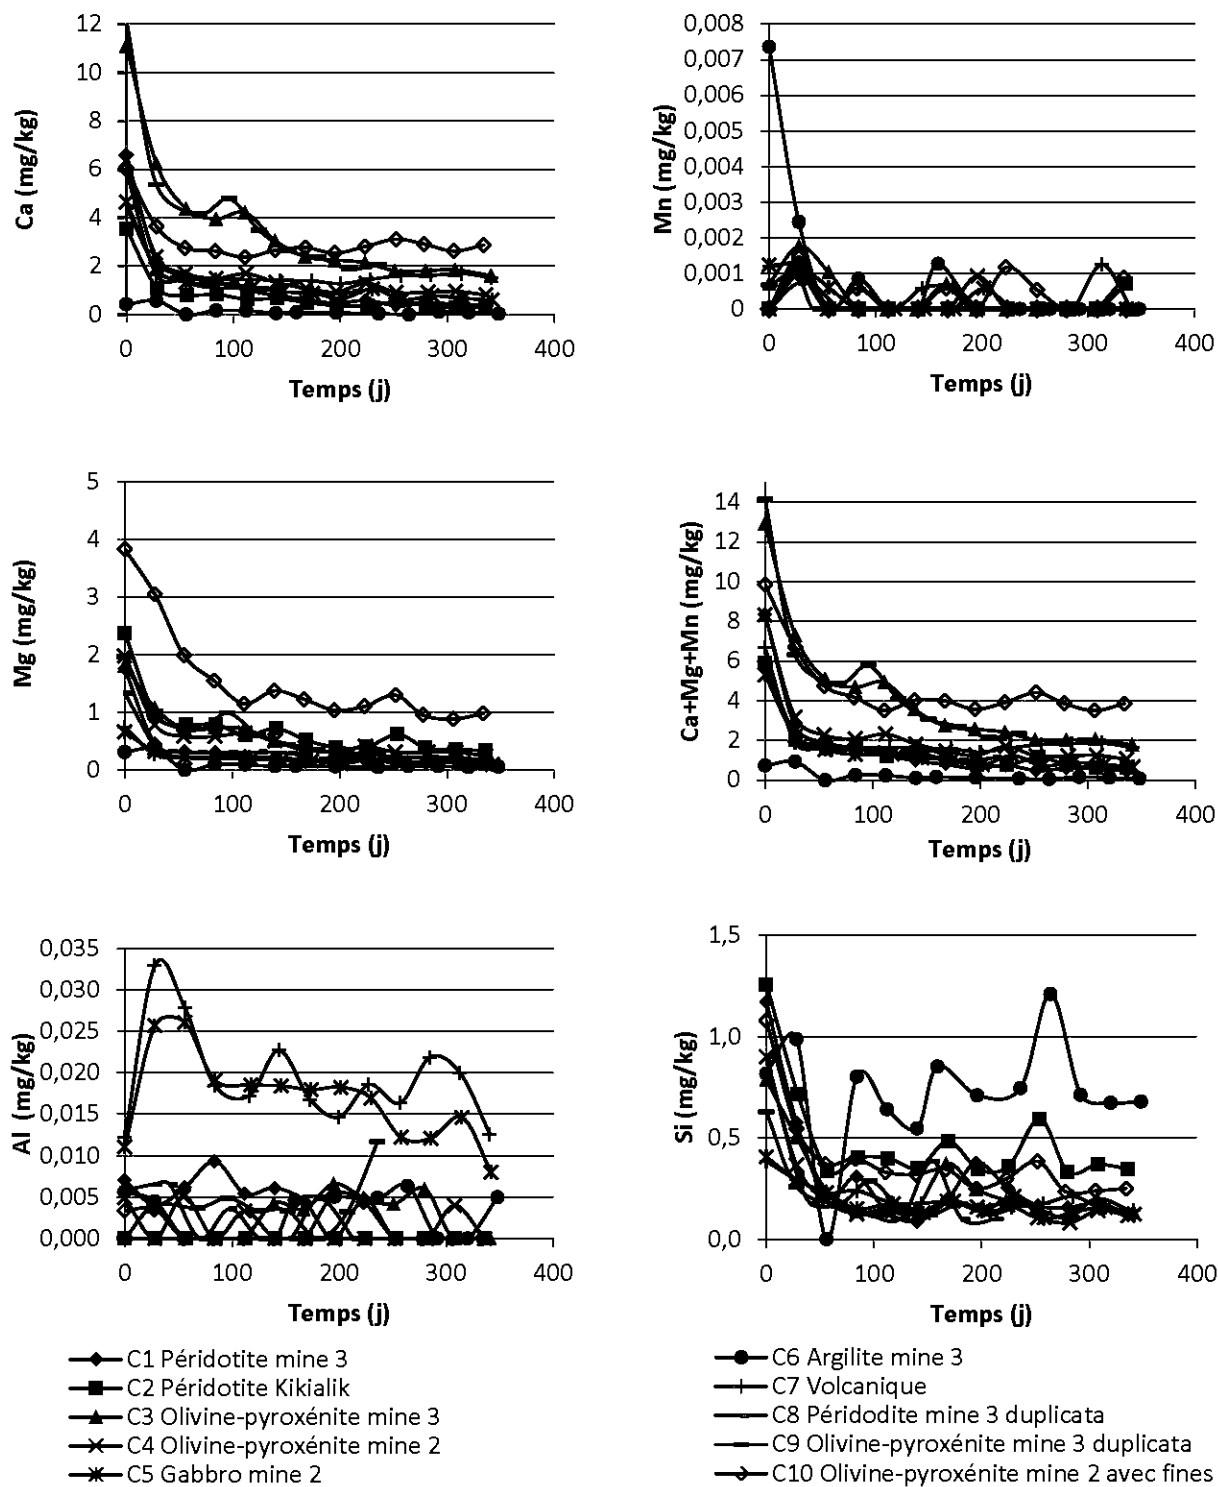 Ca (mg/kg)
12
10
8
6
4
2
0
0 100 200 300 400
Temps (j)
Mn (mg/kg)
0,008
0,007
0,006
0,005
0,004
0,003
0,002
0,001
0
0 100 200 300 400
Temps (j)
Mg (mg/kg)
5
4
3
2
1
0
0 100 200 300 400
Temps (j)
Ca+Mg+Mn (mg/kg)
14
12
10
8
6
4
2
0
0 100 200 300 400
Temps (j)
Al (mg/kg)
0,035
0,030
0,025
0,020
0,015
0,010
0,005
0,000
0 100 200 300 400
Temps (j)
Si (mg/kg)
1,5
1,0
0,5
0,0
0 100 200 300 400
Temps (j)
C1 Péridotite mine 3
C2 Péridotite Kikialik
C3 Olivine-pyroxénite mine 3
C4 Olivine-pyroxénite mine 2
C5 Gabbro mine 2
C6 Argilite mine 3
C7 Volcanique
C8 Péridodite mine 3 duplicata
C9 Olivine-pyroxénite mine 3 duplicata
C10 Olivine-pyroxénite mine 2 avec fines